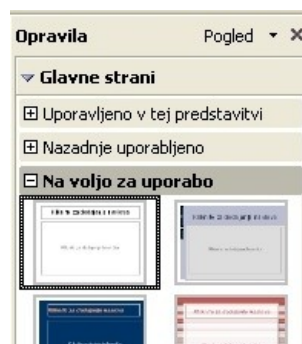 Opravila Pogled
Glavne strani
Uporavljeno v tej predstavitvi
Nazadnje uporabljeno
Na voljo za uporabo